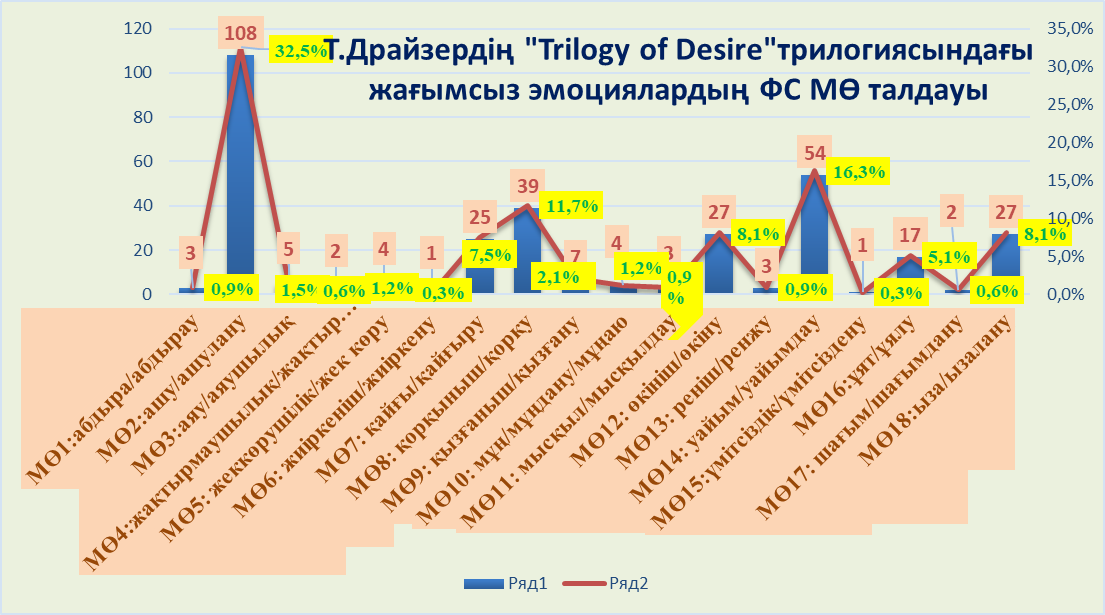 Т.Драйзердің "Trilogy of Desire"трилогиясындағы
жағымсыз эмоциялардың ФС МӨ талдауы
120
100
80
60
40
20
0
35,0%
30,0%
25,0%
20,0%
15,0%
10,0%
5,0%
0,0%
3
108
5
2
4
1
25
39
7
4
3
27
3
54
1
17
2
27
0,9%
32,5%
1,5%
0,6%
1,2%
0,3%
7,5%
11,7%
2,1%
1,2%
0,9
%
8,1%
0,9%
16,3%
0,3%
5,1%
0,6%
8,1%
МӨ1:абдыра/абдырау
МӨ2:ашу/ашулану
МӨ3:аяу/аяушылық
МӨ4:жақтырмаушылық/жақтыр…
МӨ5: жеккөрушілік/жек көру
МӨ6: жиіркеніш/жиіркену
МӨ7: қайғы/қайғыру
МӨ8: қорқыныш/қорқу
МӨ9: қызғаныш/қызғану
МӨ10: мұң/мұңдану/мұнаю
МӨ11: мысқыл/мысқылдау
МӨ12: өкініш/өкіну
МӨ13: реніш/ренжу
МӨ14: уайым/уайымдау
МӨ15:үмітсіздік/үмітсіздену
МӨ16:ұят/ұялу
МӨ17: шағым/шағымдану
МӨ18:ыза/ызалану
Ряд1
Ряд2